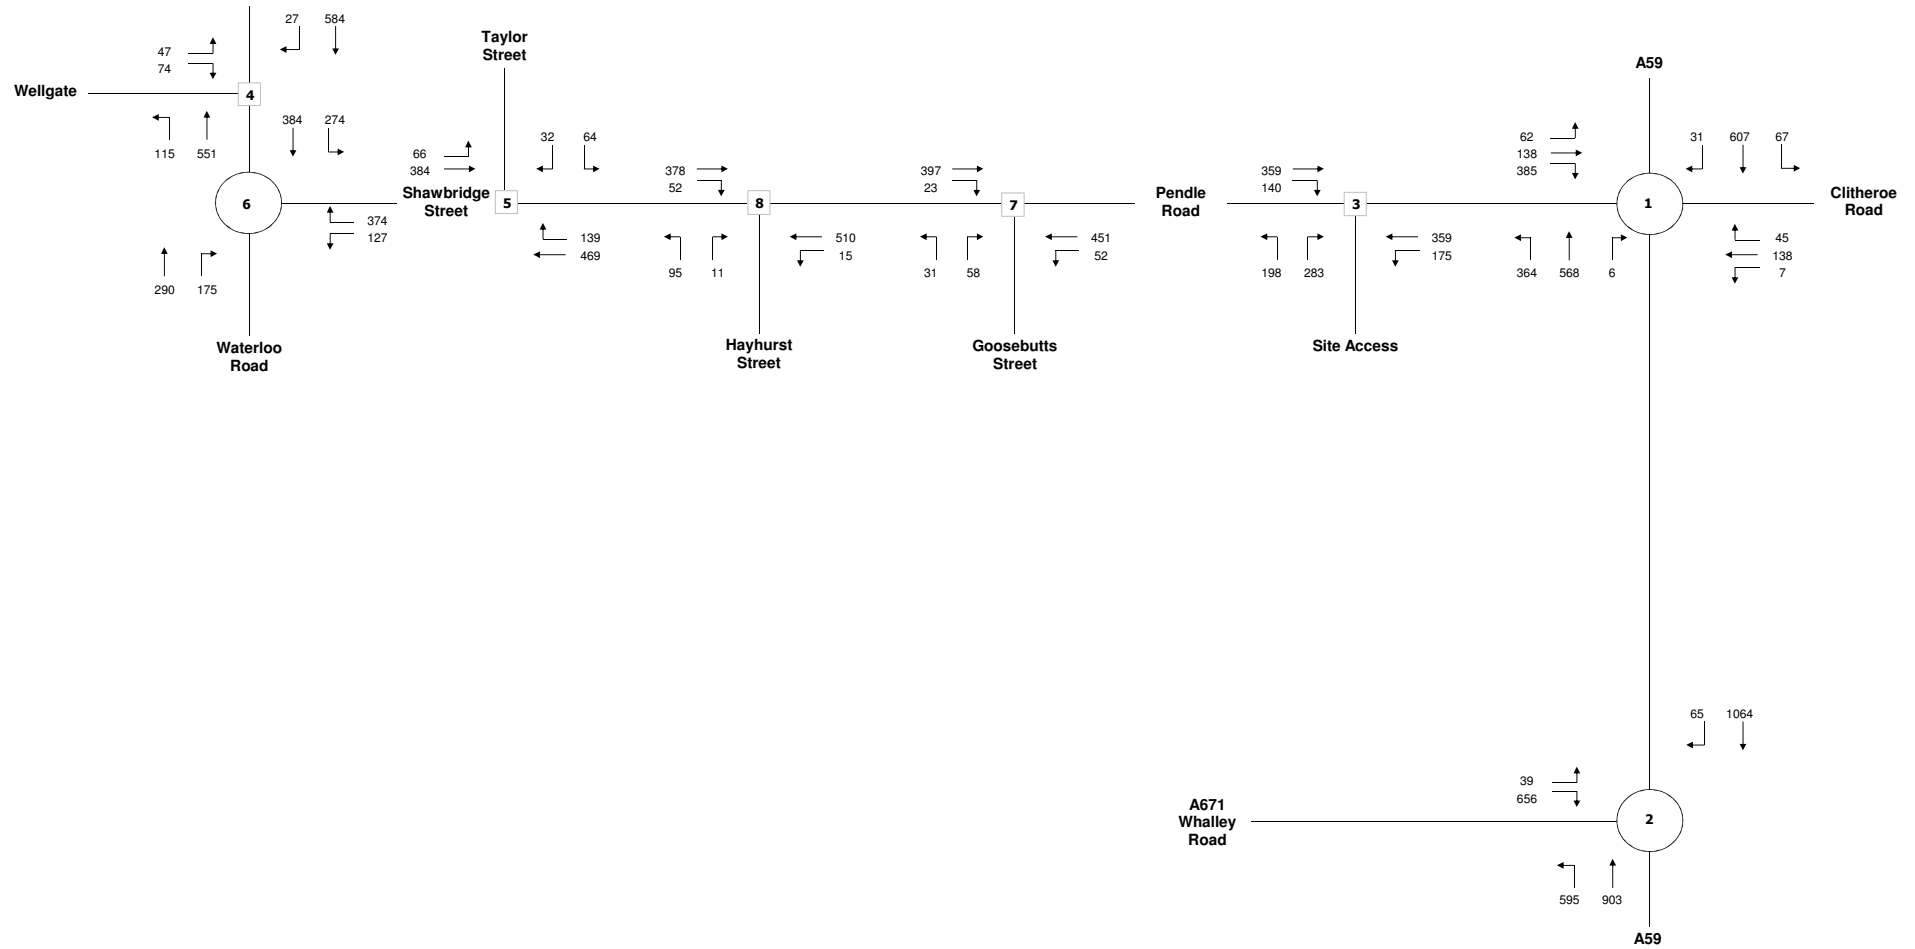 27 584
47
74
Wellgate
4
115 551
384 274
6
374
127
290 175
Waterloo
Road
Taylor
Street
66
384
32 64
Shawbridge
Street
5
139
469
378
52
8
95 11
510
15
Hayhurst
Street
397
23
7
31 58
451
52
Goosebutts
Street
Pendle
Road
359
140
3
198 283
359
175
Site Access
A59
62
138
385
31 607 67
1
Clitheroe
Road
364 568 6
45
138
7
65 1064
39
656
A671
Whalley
Road
2
595 903
A59